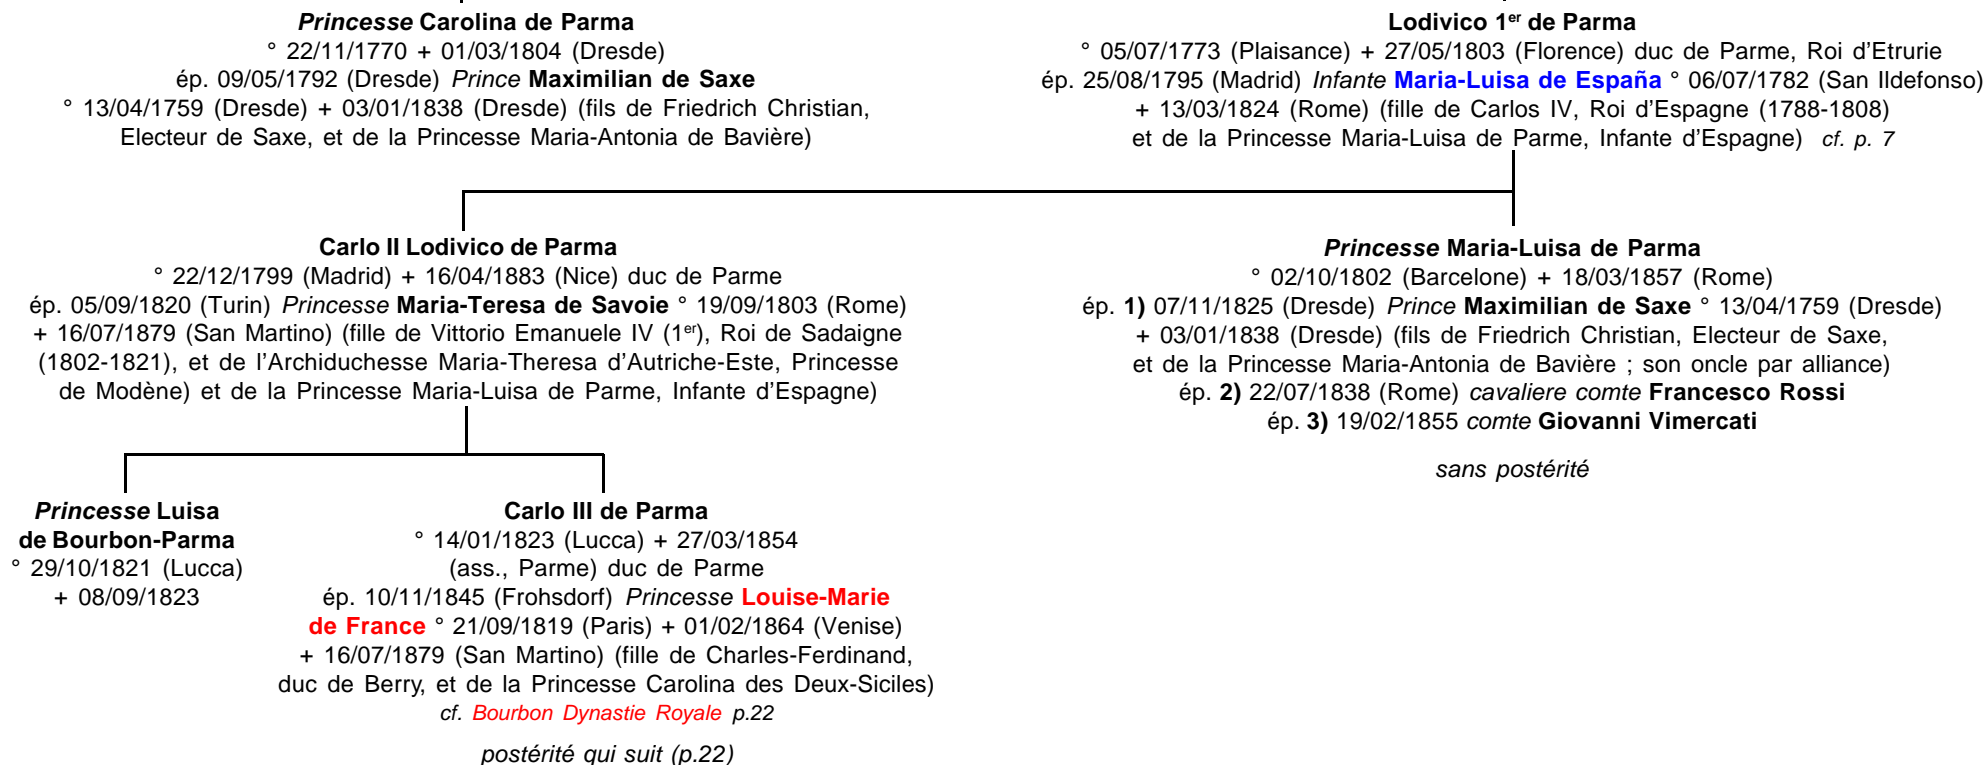 Princesse Carolina de Parma
° 22/11/1770 + 01/03/1804 (Dresde)
ép. 09/05/1792 (Dresde) Prince Maximilian de Saxe
° 13/04/1759 (Dresde) + 03/01/1838 (Dresde) (fils de Friedrich Christian,
Electeur de Saxe, et de la Princesse Maria-Antonia de Bavière)
Lodivico 1er de Parma
° 05/07/1773 (Plaisance) + 27/05/1803 (Florence) duc de Parme, Roi d'Etrurie
ép. 25/08/1795 (Madrid) Infante Maria-Luisa de España ° 06/07/1782 (San Ildefonso)
+ 13/03/1824 (Rome) (fille de Carlos IV, Roi d'Espagne (1788-1808)
et de la Princesse Maria-Luisa de Parme, Infante d'Espagne) cf. p. 7
Carlo II Lodivico de Parma
° 22/12/1799 (Madrid) + 16/04/1883 (Nice) duc de Parme
ép. 05/09/1820 (Turin) Princesse Maria-Teresa de Savoie ° 19/09/1803 (Rome)
+ 16/07/1879 (San Martino) (fille de Vittorio Emanuele IV (1er), Roi de Sadaigne
(1802-1821), et de l'Archiduchesse Maria-Theresa d'Autriche-Este, Princesse
de Modène) et de la Princesse Maria-Luisa de Parme, Infante d'Espagne)
Princesse Maria-Luisa de Parma
° 02/10/1802 (Barcelone) + 18/03/1857 (Rome)
ép. 1) 07/11/1825 (Dresde) Prince Maximilian de Saxe ° 13/04/1759 (Dresde)
+ 03/01/1838 (Dresde) (fils de Friedrich Christian, Electeur de Saxe,
et de la Princesse Maria-Antonia de Bavière ; son oncle par alliance)
ép. 2) 22/07/1838 (Rome) cavaliere comte Francesco Rossi
ép. 3) 19/02/1855 comte Giovanni Vimercati
sans postérité
Princesse Luisa
de Bourbon-Parma
° 29/10/1821 (Lucca)
+ 08/09/1823
Carlo III de Parma
° 14/01/1823 (Lucca) + 27/03/1854
(ass., Parme) duc de Parme
ép. 10/11/1845 (Frohsdorf) Princesse Louise-Marie
de France ° 21/09/1819 (Paris) + 01/02/1864 (Venise)
+ 16/07/1879 (San Martino) (fille de Charles-Ferdinand,
duc de Berry, et de la Princesse Carolina des Deux-Siciles)
cf. Bourbon Dynastie Royale p.22
postérité qui suit (p.22)